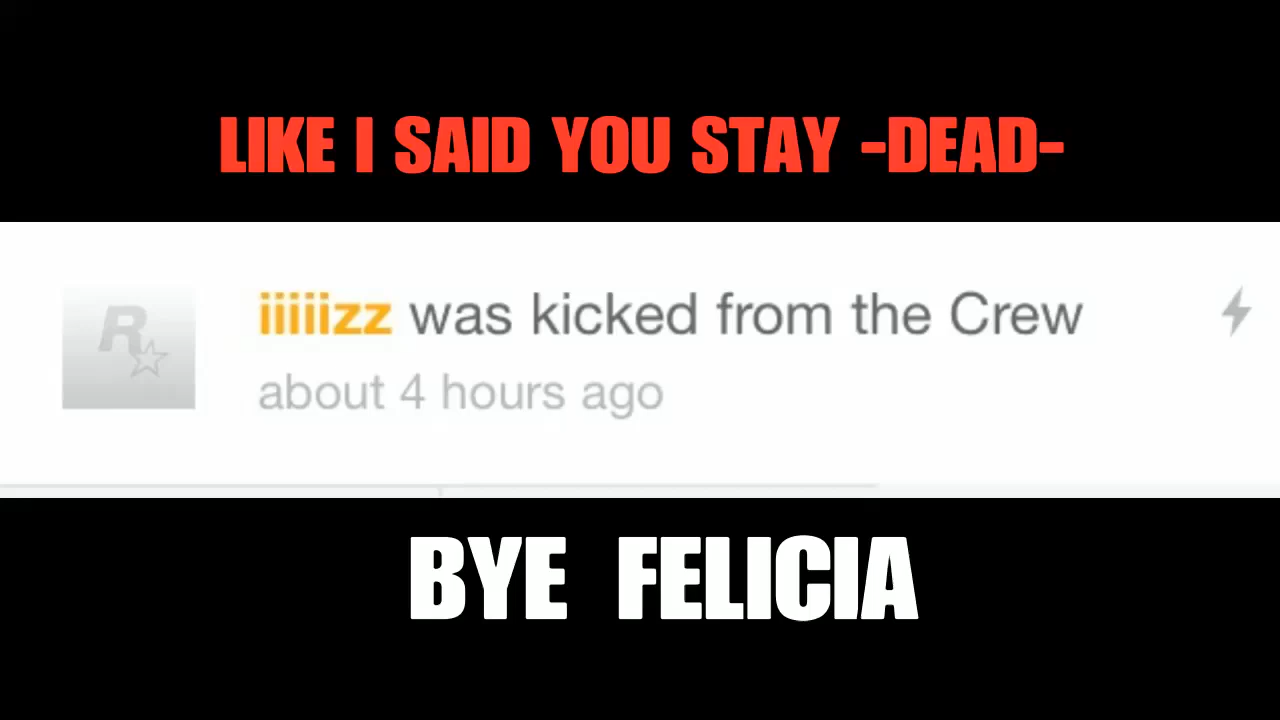 LIKE I SAID YOU STAY -DEAD-
R
iiiiizz was kicked from the Crew
about 4 hours ago
BYE FELICIA